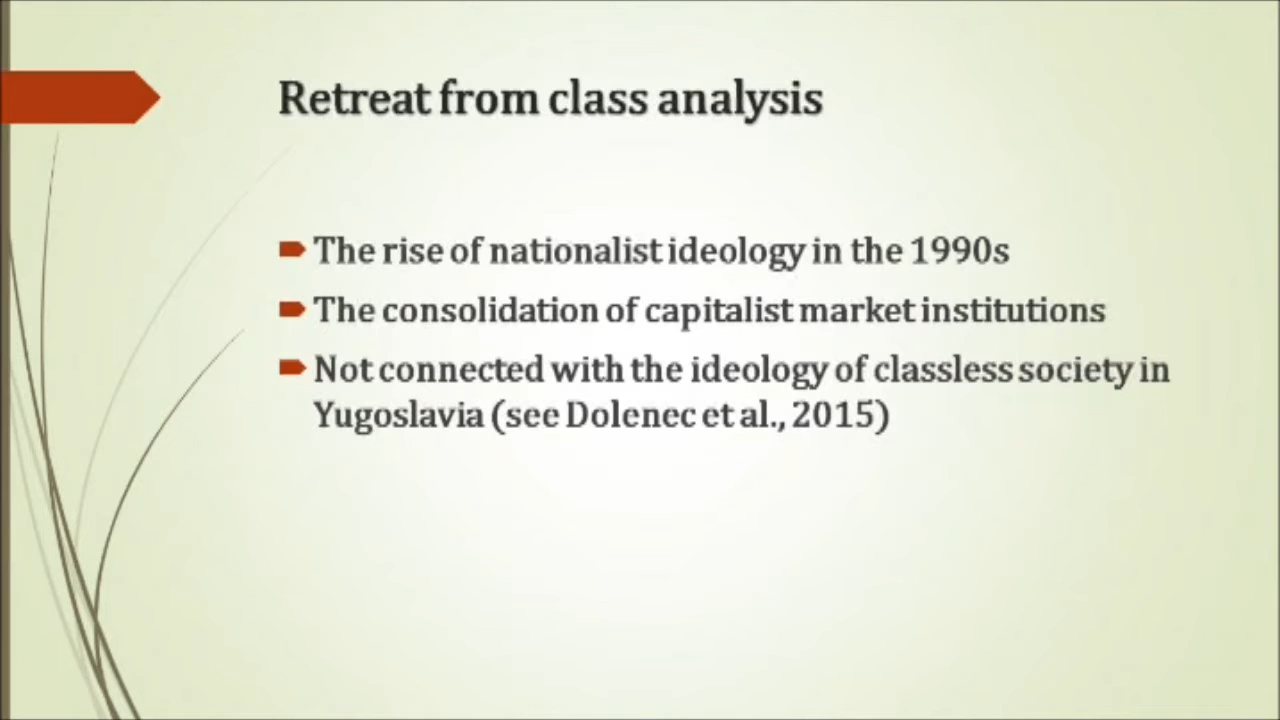 Retreat from class analysis
The rise of nationalist ideology in the 1990s
The consolidation of capitalist market institutions
Not connected with the ideology of classless society in
Yugoslavia (see Dolenec et al., 2015)